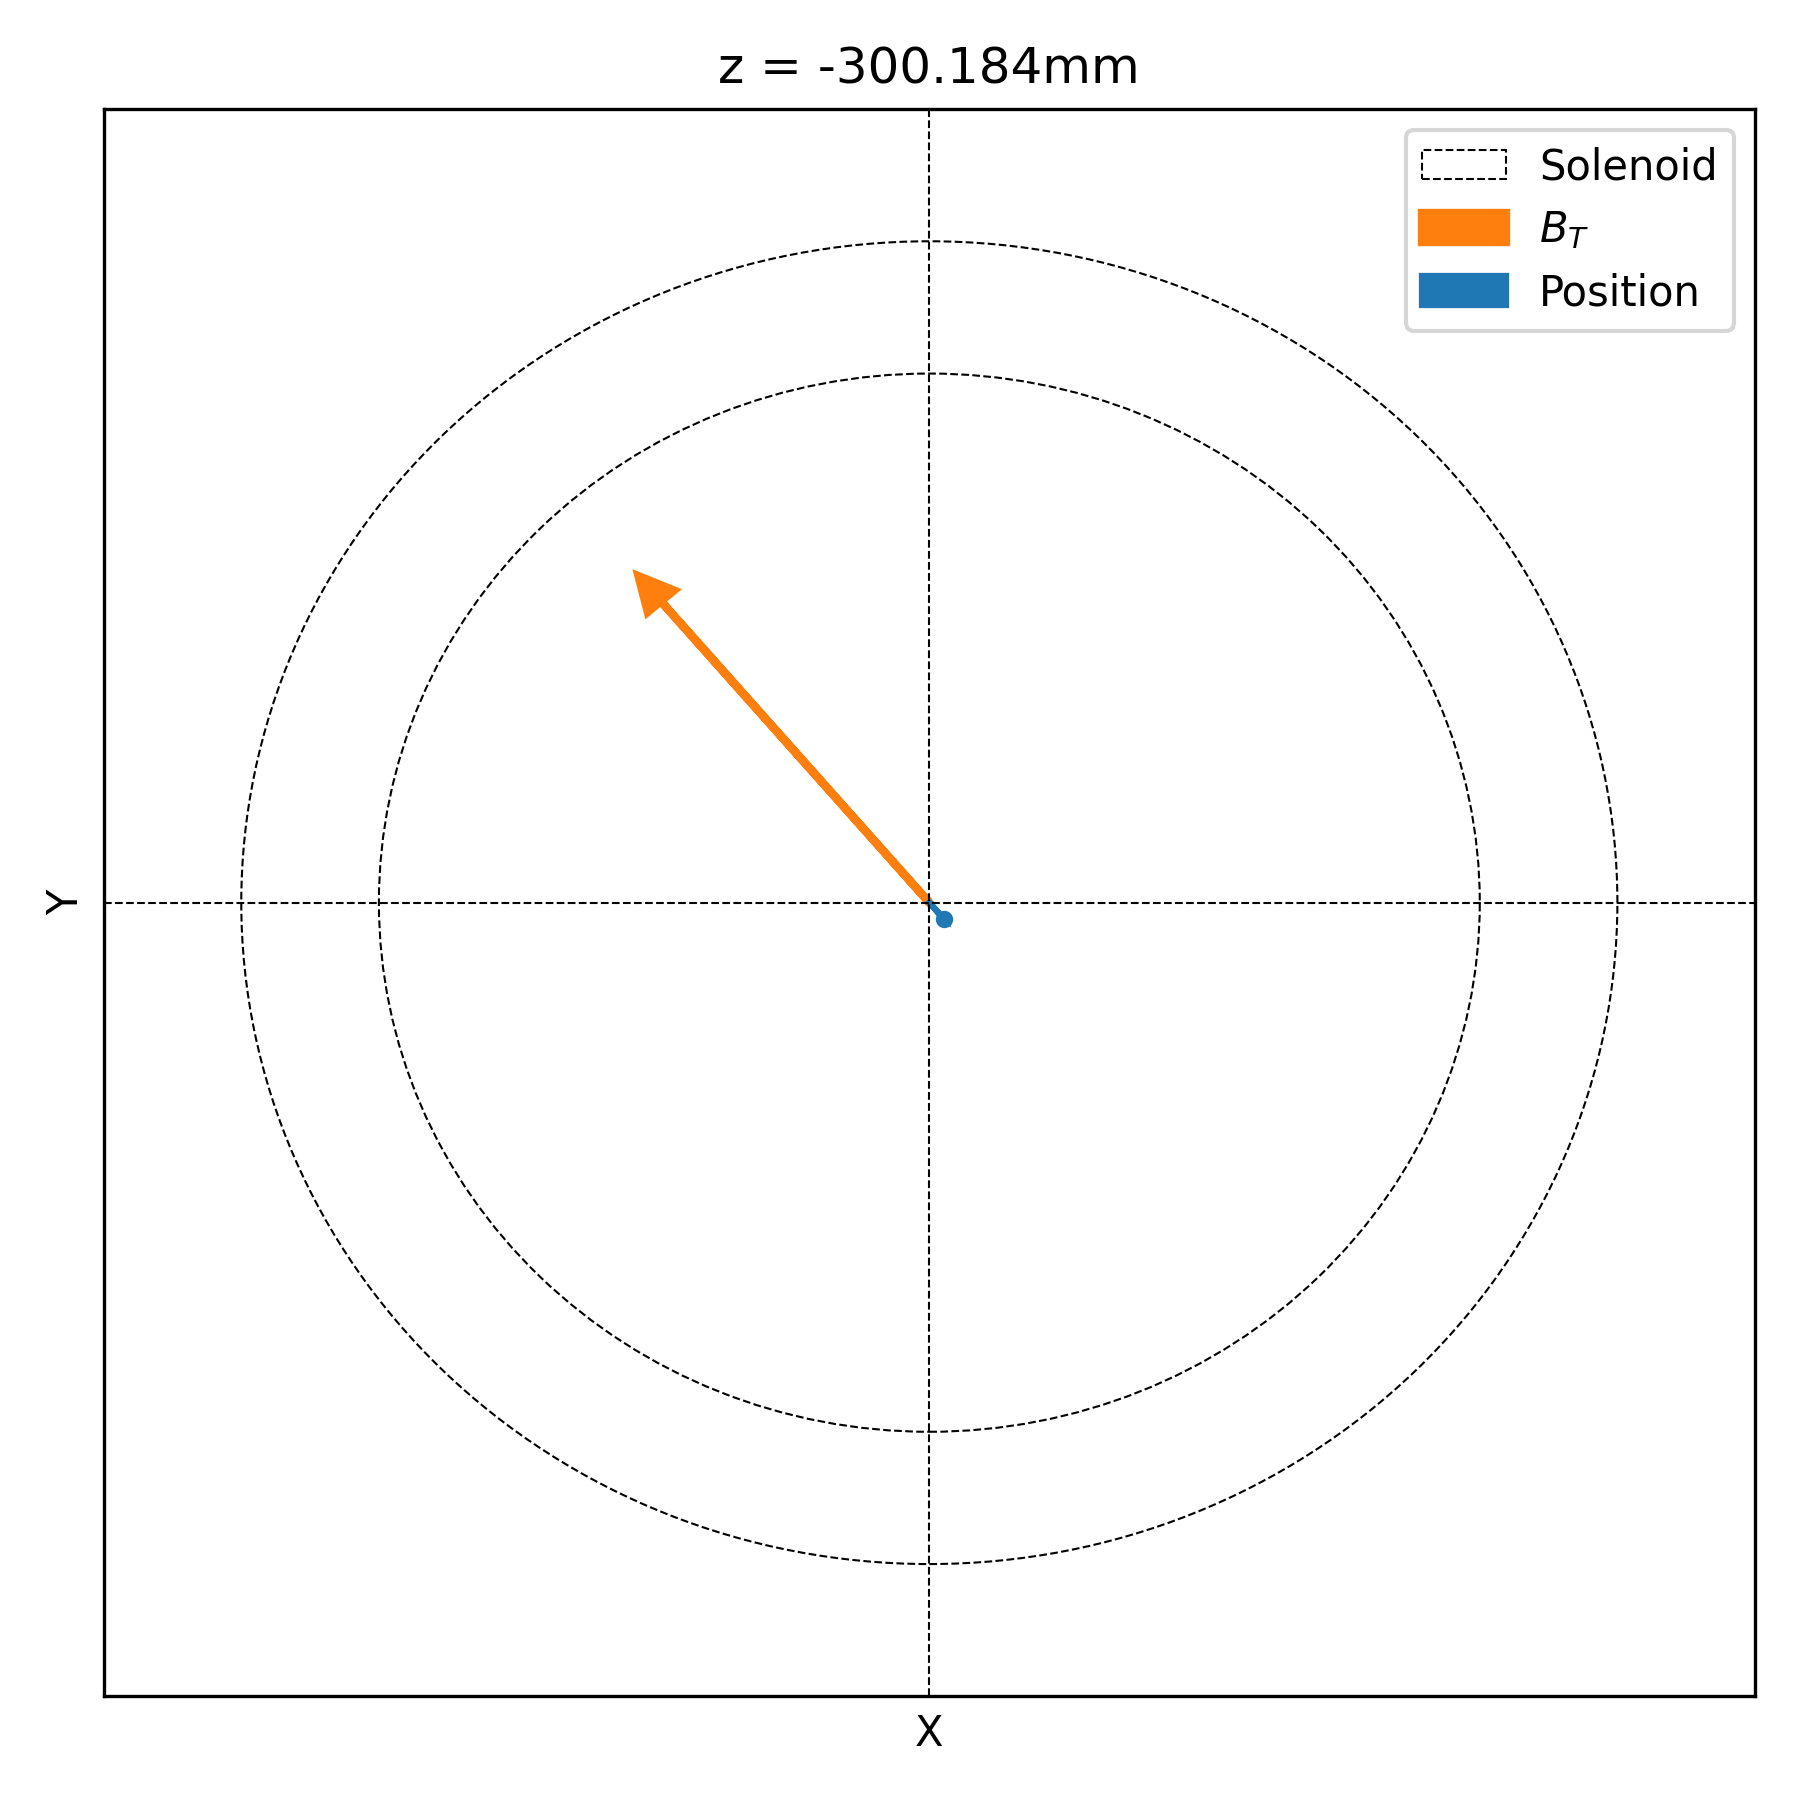 z = -300.184mm
Solenoid
B_T
Position
Y
X